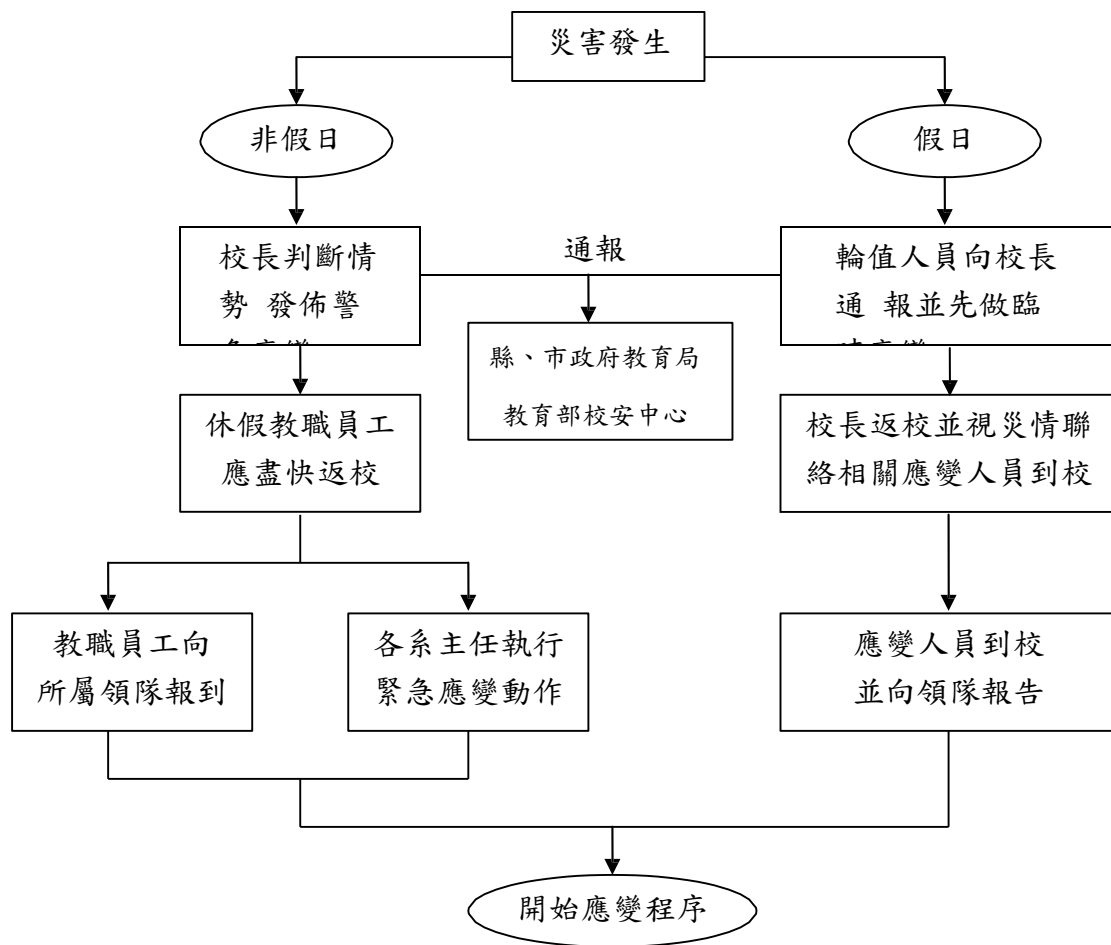 災害發生
非假日
假日
校長判斷情
勢 發佈警
通報
輪值人員向校長
通 報並先做臨
縣、市政府教育局
教育部校安中心
休假教職員工
應盡快返校
校長返校並視災情聯
絡相關應變人員到校
教職員工向
所屬領隊報到
各系主任執行
緊急應變動作
應變人員到校
並向領隊報告
開始應變程序